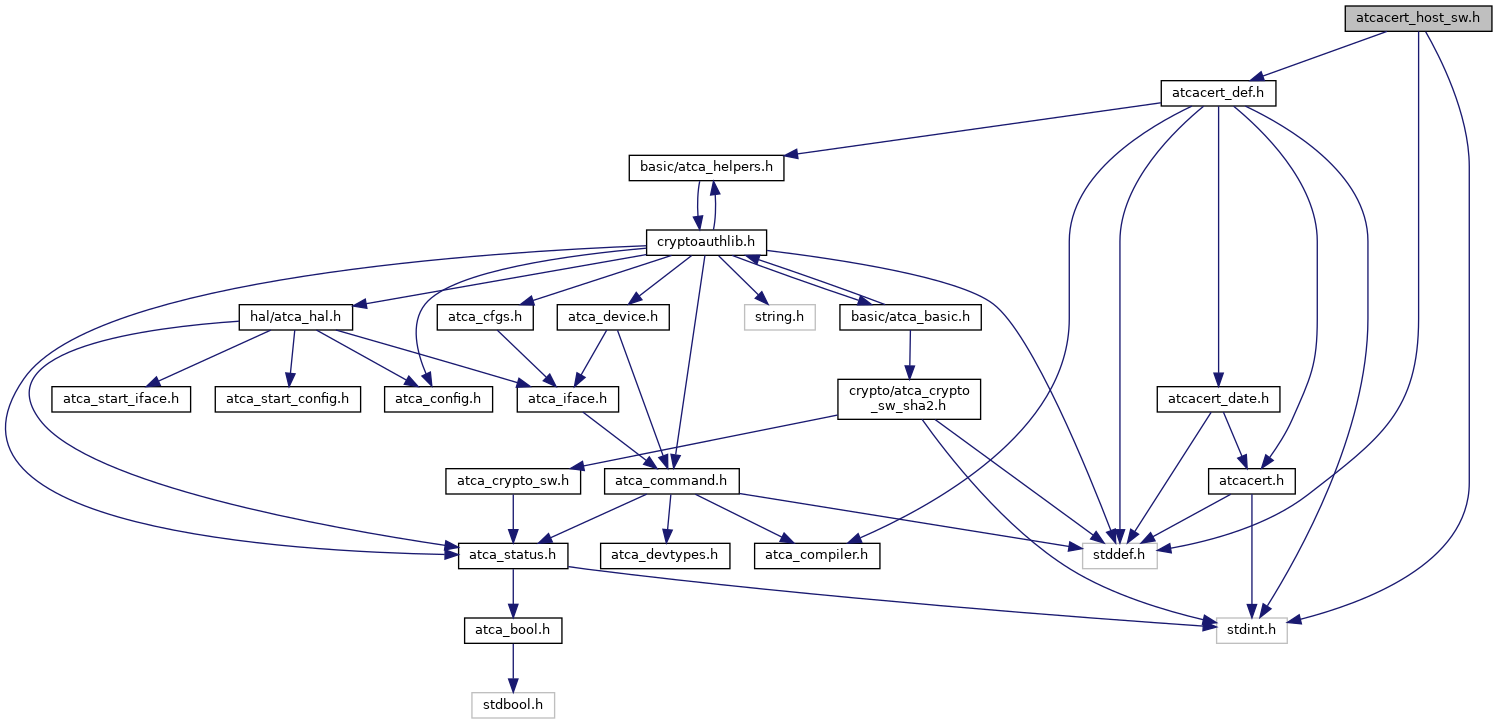 atcacert_host_sw.h
atcacert_def.h
basic/atca_helpers.h
cryptoauthlib.h
hal/atca_hal.h
atca_cfgs.h
atca_device.h
string.h
basic/atca_basic.h
atca_start_iface.h
atca_start_config.h
atca_config.h
atca_iface.h
crypto/atca_crypto
_sw_sha2.h
atcacert_date.h
atca_crypto_sw.h
atca_command.h
atcacert.h
atca_status.h
atca_devtypes.h
atca_compiler.h
stddef.h
atca_bool.h
stdint.h
stdbool.h